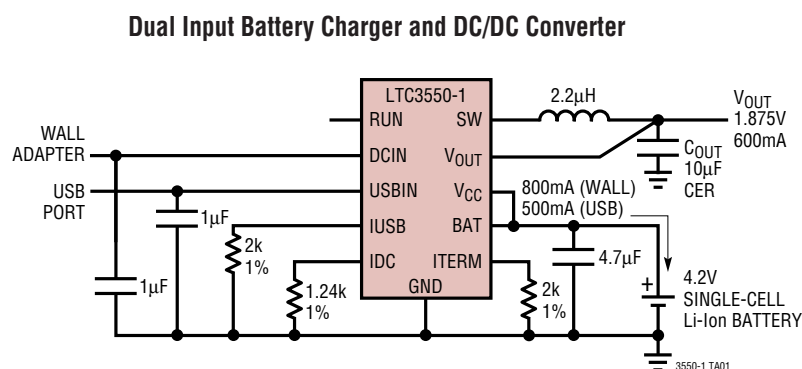 Dual Input Battery Charger and DC/DC Converter
LTC3550-1
RUN
SW
2.2μH
VOUT
1.875V
600mA
WALL
ADAPTER
DCIN
VOUT
COUT
10μF
CER
USB
PORT
USBIN
VCC
800mA (WALL)
500mA (USB)
1μF
IUSB
BAT
2k
1%
IDC
ITERM
4.7μF
1μF
1.24k
1%
GND
2k
1%
+
4.2V
SINGLE-CELL
Li-Ion BATTERY
3550-1 TA01